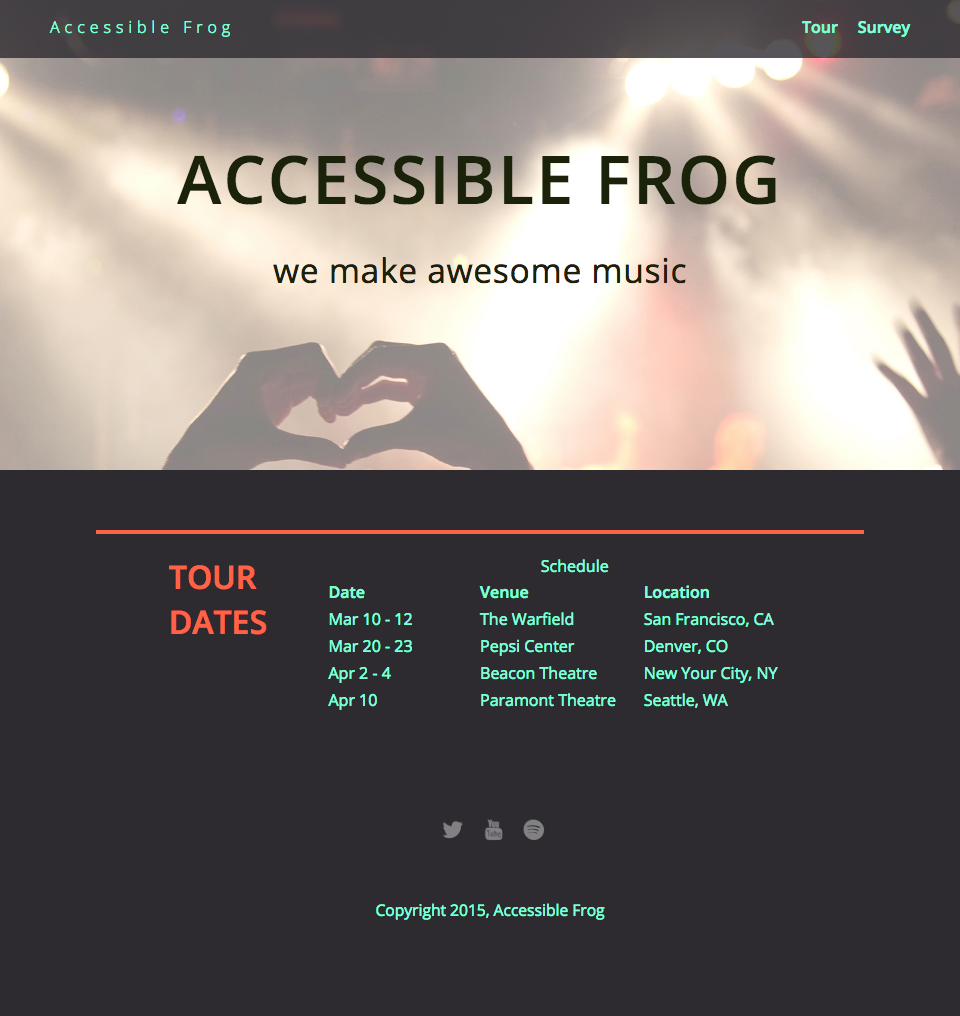 Accessible Frog
Tour Survey
ACCESSIBLE FROG
we make awesome music
TOUR
DATES
Schedule
Date Venue Location
Mar 10 - 12 The Warfield San Francisco, CA
Mar 20 - 23 Pepsi Center Denver, CO
Apr 2 - 4 Beacon Theatre New Your City, NY
Apr 10 Paramont Theatre Seattle, WA
You
Tube
Copyright 2015, Accessible Frog